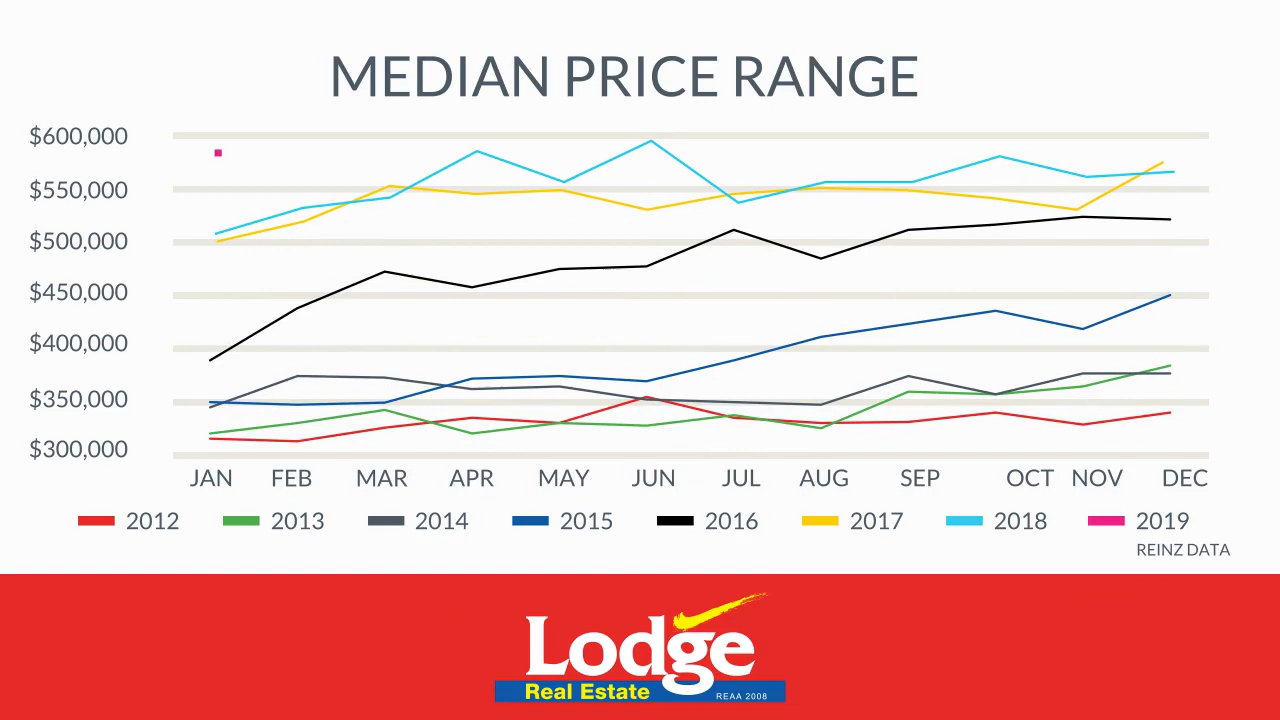 MEDIAN PRICE RANGE
$600,000
$550,000
$500,000
$450,000
$400,000
$350,000
$300,000
JAN FEB MAR APR MAY JUN JUL AUG SEP OCT NOV DEC
2012 2013 2014 2015 2016 2017 2018 2019
REINZ DATA
Lodge
Real Estate REAA 2008